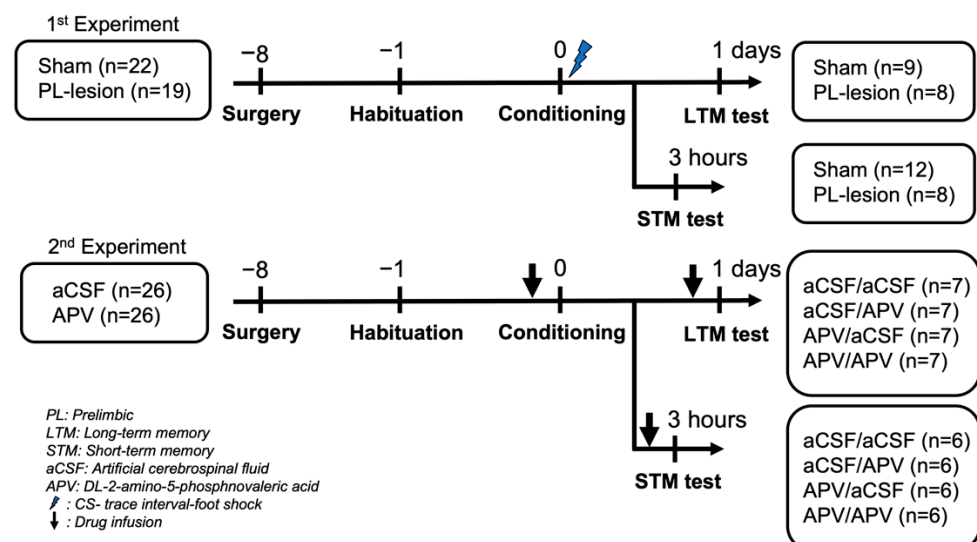 1st Experiment
Sham (n=22)
PL-lesion (n=19)
−8
−1
0
1 days
Surgery
Habituation
Conditioning
LTM test
3 hours
STM test
Sham (n=9)
PL-lesion (n=8)
Sham (n=12)
PL-lesion (n=8)
2nd Experiment
aCSF (n=26)
APV (n=26)
−8
−1
0
1 days
Surgery
Habituation
Conditioning
LTM test
3 hours
STM test
aCSF/aCSF (n=7)
aCSF/APV (n=7)
APV/aCSF (n=7)
APV/APV (n=7)
aCSF/aCSF (n=6)
aCSF/APV (n=6)
APV/aCSF (n=6)
APV/APV (n=6)
PL: Prelimbic
LTM: Long-term memory
STM: Short-term memory
aCSF: Artificial cerebrospinal fluid
APV: DL-2-amino-5-phosphnovaleric acid
: CS- trace interval-foot shock
: Drug infusion